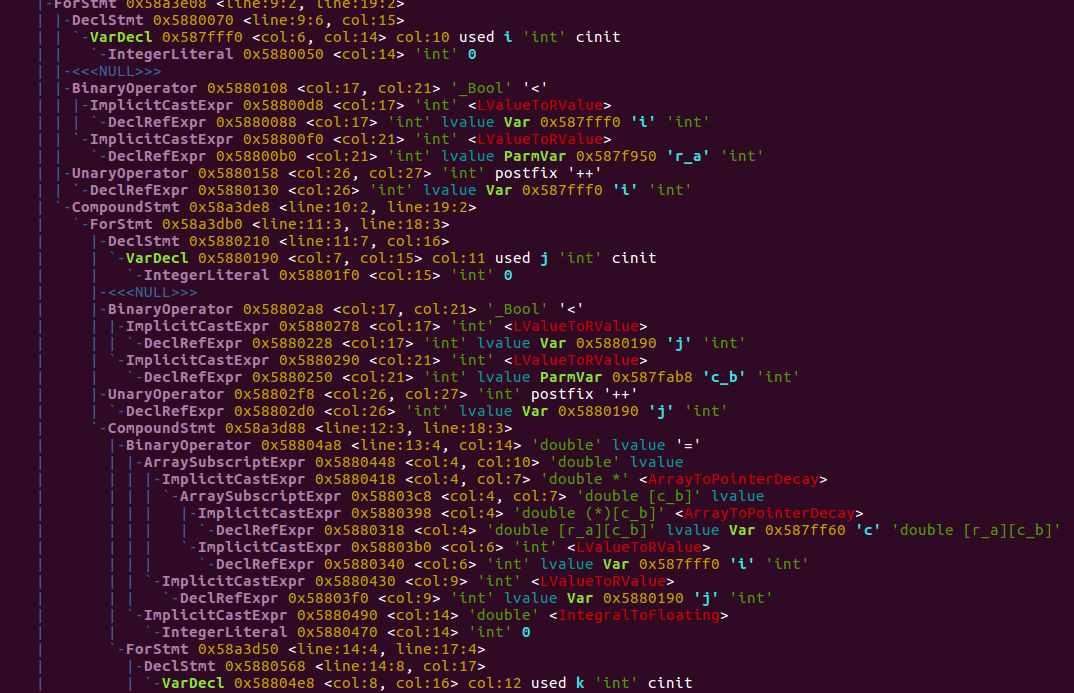 |-ForStmt 0x58a3e08 <line:9:2, line:19:2>
| |-DeclStmt 0x5880070 <line:9:6, col:15>
| | `-VarDecl 0x587fff0 <col:6, col:14> col:10 used i 'int' cinit
| |   `-IntegerLiteral 0x5880050 <col:14> 'int' 0
| |-<<<NULL>>>
| |-BinaryOperator 0x5880108 <col:17, col:21> '_Bool' '<'
| | |-ImplicitCastExpr 0x58800d8 <col:17> 'int' <LValueToRValue>
| | | `-DeclRefExpr 0x5880088 <col:17> 'int' lvalue Var 0x587fff0 'i' 'int'
| | `-ImplicitCastExpr 0x58800f0 <col:21> 'int' <LValueToRValue>
| |   `-DeclRefExpr 0x58800b0 <col:21> 'int' lvalue ParmVar 0x587f950 'r_a' 'int'
| |-UnaryOperator 0x5880158 <col:26, col:27> 'int' postfix '++'
| | `-DeclRefExpr 0x5880130 <col:26> 'int' lvalue Var 0x587fff0 'i' 'int'
| `-CompoundStmt 0x58a3de8 <line:10:2, line:19:2>
|   `-ForStmt 0x58a3db0 <line:11:3, line:18:3>
|     |-DeclStmt 0x5880210 <line:11:7, col:16>
|     | `-VarDecl 0x5880190 <col:7, col:15> col:11 used j 'int' cinit
|     |   `-IntegerLiteral 0x58801f0 <col:15> 'int' 0
|     |-<<<NULL>>>
|     |-BinaryOperator 0x58802a8 <col:17, col:21> '_Bool' '<'
|     | |-ImplicitCastExpr 0x5880278 <col:17> 'int' <LValueToRValue>
|     | | `-DeclRefExpr 0x5880228 <col:17> 'int' lvalue Var 0x5880190 'j' 'int'
|     | `-ImplicitCastExpr 0x5880290 <col:21> 'int' <LValueToRValue>
|     |   `-DeclRefExpr 0x5880250 <col:21> 'int' lvalue ParmVar 0x587fab8 'c_b' 'int'
|     |-UnaryOperator 0x58802f8 <col:26, col:27> 'int' postfix '++'
|     | `-DeclRefExpr 0x58802d0 <col:26> 'int' lvalue Var 0x5880190 'j' 'int'
|     `-CompoundStmt 0x58a3d88 <line:12:3, line:18:3>
|       |-BinaryOperator 0x58804a8 <line:13:4, col:14> 'double' lvalue '='
|       | |-ArraySubscriptExpr 0x5880448 <col:4, col:10> 'double' lvalue
|       | | |-ImplicitCastExpr 0x5880418 <col:4, col:7> 'double *' <ArrayToPointerDecay>
|       | | | `-ArraySubscriptExpr 0x58803c8 <col:4, col:7> 'double [c_b]' lvalue
|       | | |   |-ImplicitCastExpr 0x5880398 <col:4> 'double (*)[c_b]' <ArrayToPointerDecay>
|       | | |   | `-DeclRefExpr 0x5880318 <col:4> 'double [r_a][c_b]' lvalue Var 0x587ff60 'c' 'double [r_a][c_b]'
|       | | |   `-ImplicitCastExpr 0x58803b0 <col:6> 'int' <LValueToRValue>
|       | | |     `-DeclRefExpr 0x5880340 <col:6> 'int' lvalue Var 0x587fff0 'i' 'int'
|       | | `-ImplicitCastExpr 0x5880430 <col:9> 'int' <LValueToRValue>
|       | |   `-DeclRefExpr 0x58803f0 <col:9> 'int' lvalue Var 0x5880190 'j' 'int'
|       | `-ImplicitCastExpr 0x5880490 <col:14> 'double' <IntegralToFloating>
|       |   `-IntegerLiteral 0x5880470 <col:14> 'int' 0
|       `-ForStmt 0x58a3d50 <line:14:4, line:17:4>
|         |-DeclStmt 0x5880568 <line:14:8, col:17>
|         | `-VarDecl 0x58804e8 <col:8, col:16> col:12 used k 'int' cinit